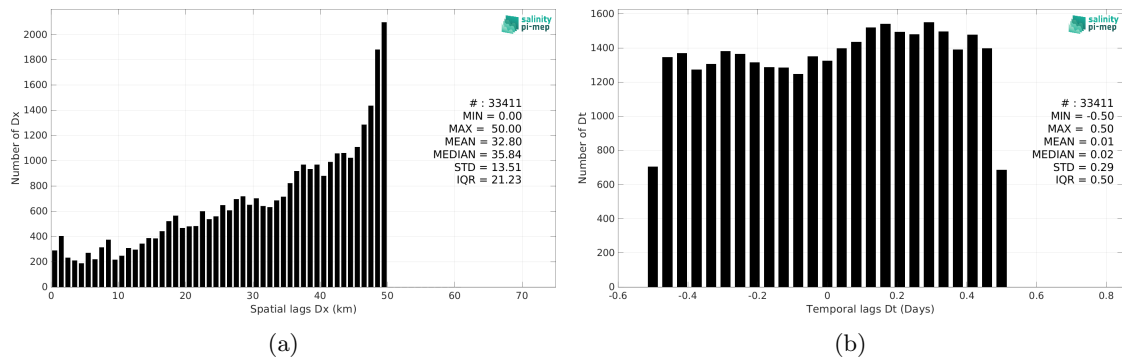 2000
1800
1600
1400
1200
1000
800
600
400
200
0
Number of Dx
0 10 20 30 40 50 60 70
Spatial lags Dx (km)
salinity
pi-mep
# : 33411
MIN = 0.00
MAX = 50.00
MEAN = 32.80
MEDIAN = 35.84
STD = 13.51
IQR = 21.23
(a)
1600
1400
1200
1000
800
600
400
200
0
Number of Dt
-0.6 -0.4 -0.2 0 0.2 0.4 0.6 0.8
Temporal lags Dt (Days)
salinity
pi-mep
# : 33411
MIN = -0.50
MAX = 0.50
MEAN = 0.01
MEDIAN = 0.02
STD = 0.29
IQR = 0.50
(b)